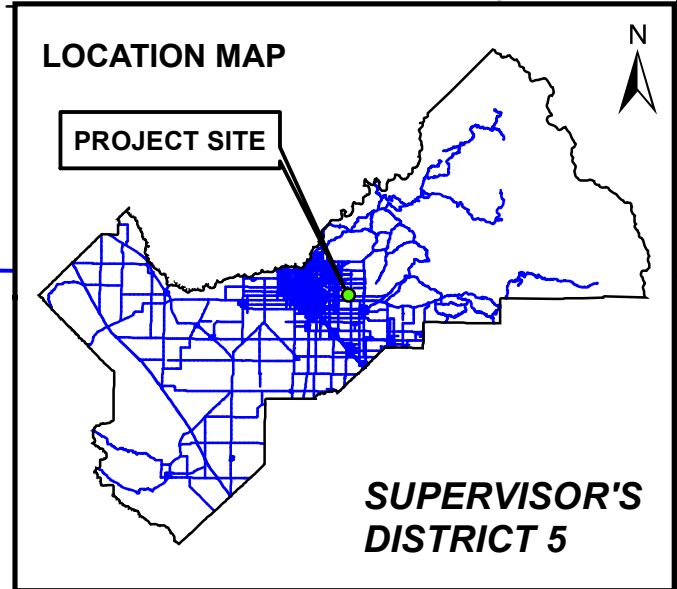 LOCATION MAP
N
PROJECT SITE
SUPERVISOR'S
DISTRICT 5